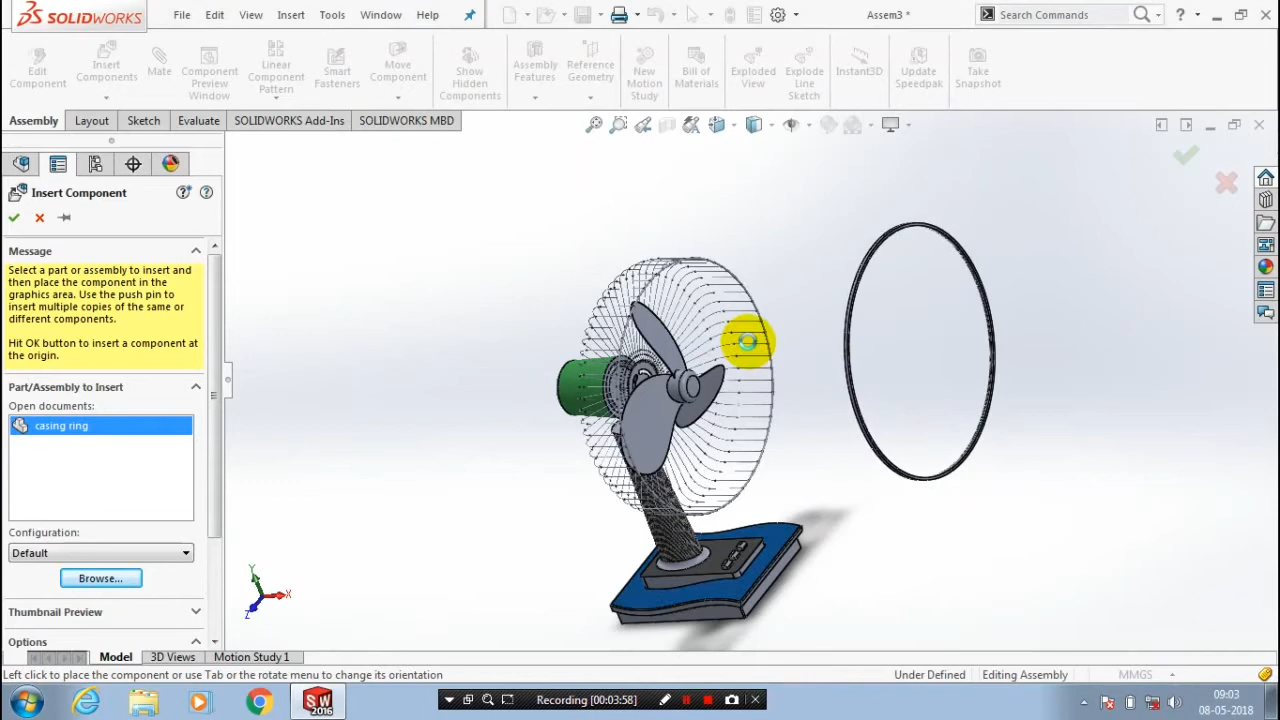 SOLIDWORKS File Edit View Insert Tools Window Help Assem3 * Search Commands
Edit Component
Insert Components
Mate
Component Preview Window
Linear Component Pattern
Smart Fasteners
Move Component
Show Hidden Components
Assembly Features
Reference Geometry
New Motion Study
Bill of Materials
Exploded View
Explode Line Sketch
Instant3D
Update Speedpak
Take Snapshot
Assembly Layout Sketch Evaluate SOLIDWORKS Add-Ins SOLIDWORKS MBD
Insert Component
Message
Select a part or assembly to insert and
then place the component in the
graphics area. Use the push pin to
insert multiple copies of the same or
different components.
Hit OK button to insert a component at
the origin.
Part/Assembly to Insert
Open documents:
casing ring
Configuration:
Default
Browse...
Thumbnail Preview
Options
Y
X
Z
Model 3D Views Motion Study 1
Left click to place the component or use Tab or the rotate menu to change its orientation Under Defined Editing Assembly MMGS
SW 2016
Recording [00:03:58]
09:03
08-05-2018